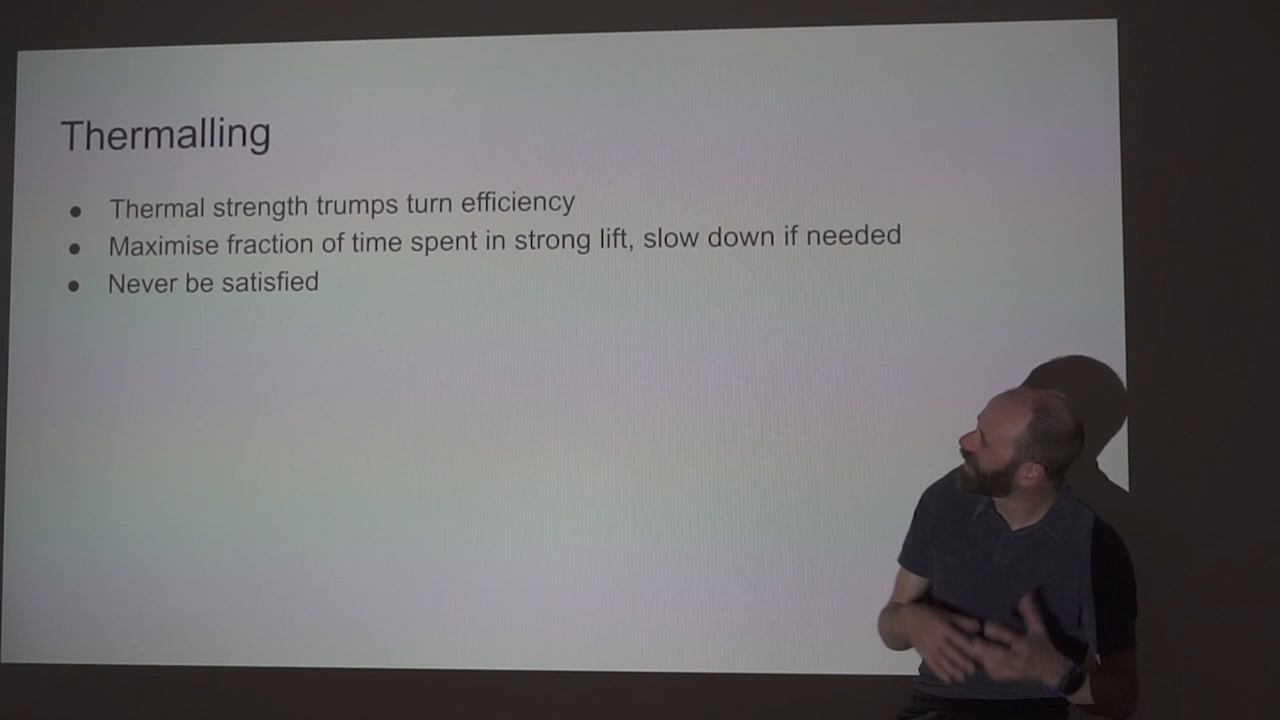 Thermalling
● Thermal strength trumps turn efficiency
● Maximise fraction of time spent in strong lift, slow down if needed
● Never be satisfied